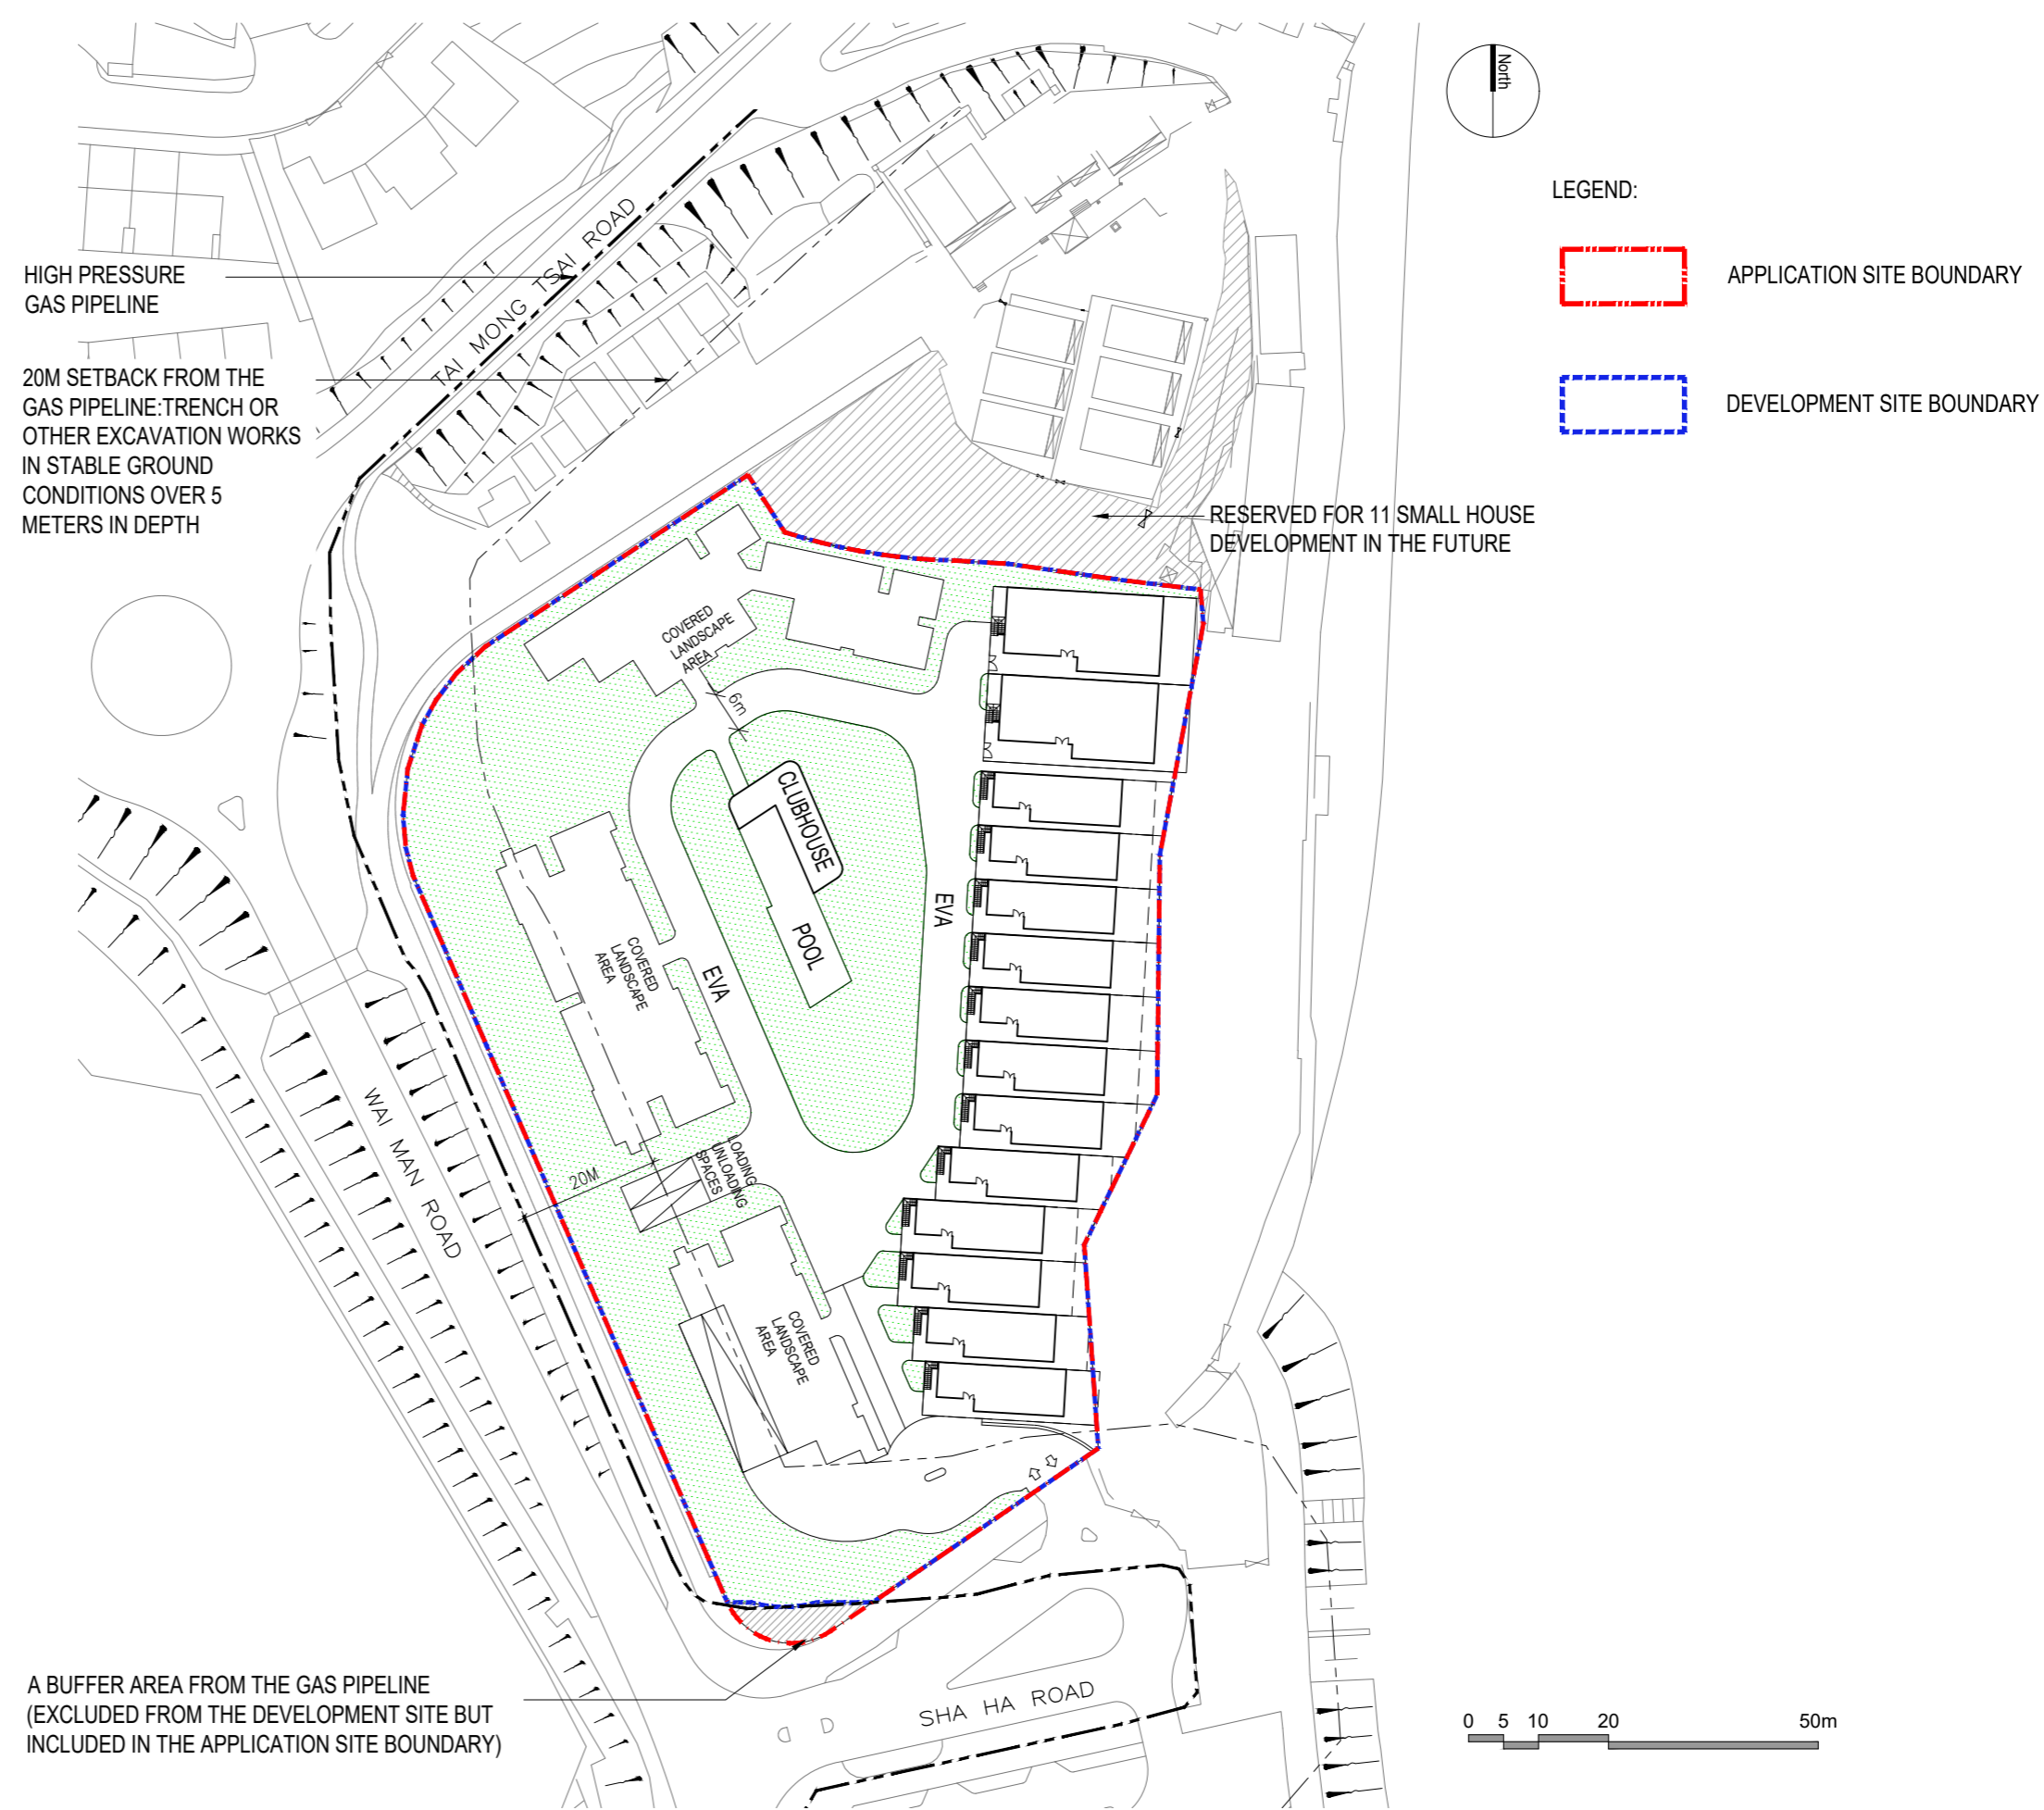 North
LEGEND:
APPLICATION SITE BOUNDARY
DEVELOPMENT SITE BOUNDARY
HIGH PRESSURE
GAS PIPELINE
TAI MONG TSAI ROAD
20M SETBACK FROM THE
GAS PIPELINE:TRENCH OR
OTHER EXCAVATION WORKS
IN STABLE GROUND
CONDITIONS OVER 5
METERS IN DEPTH
RESERVED FOR 11 SMALL HOUSE
DEVELOPMENT IN THE FUTURE
COVERED
LANDSCAPE
AREA
6m
CLUBHOUSE
POOL
EVA
EVA
COVERED
LANDSCAPE
AREA
WAI MAN ROAD
20M
LOADING
UNLOADING
SPACES
COVERED
LANDSCAPE
AREA
A BUFFER AREA FROM THE GAS PIPELINE
(EXCLUDED FROM THE DEVELOPMENT SITE BUT
INCLUDED IN THE APPLICATION SITE BOUNDARY)
SHA HA ROAD
0 5 10 20 50m